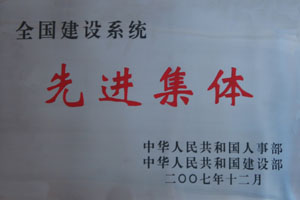 全国建设系统
先进集体
中华人民共和国人事部
中华人民共和国建设部
二〇〇七年十二月